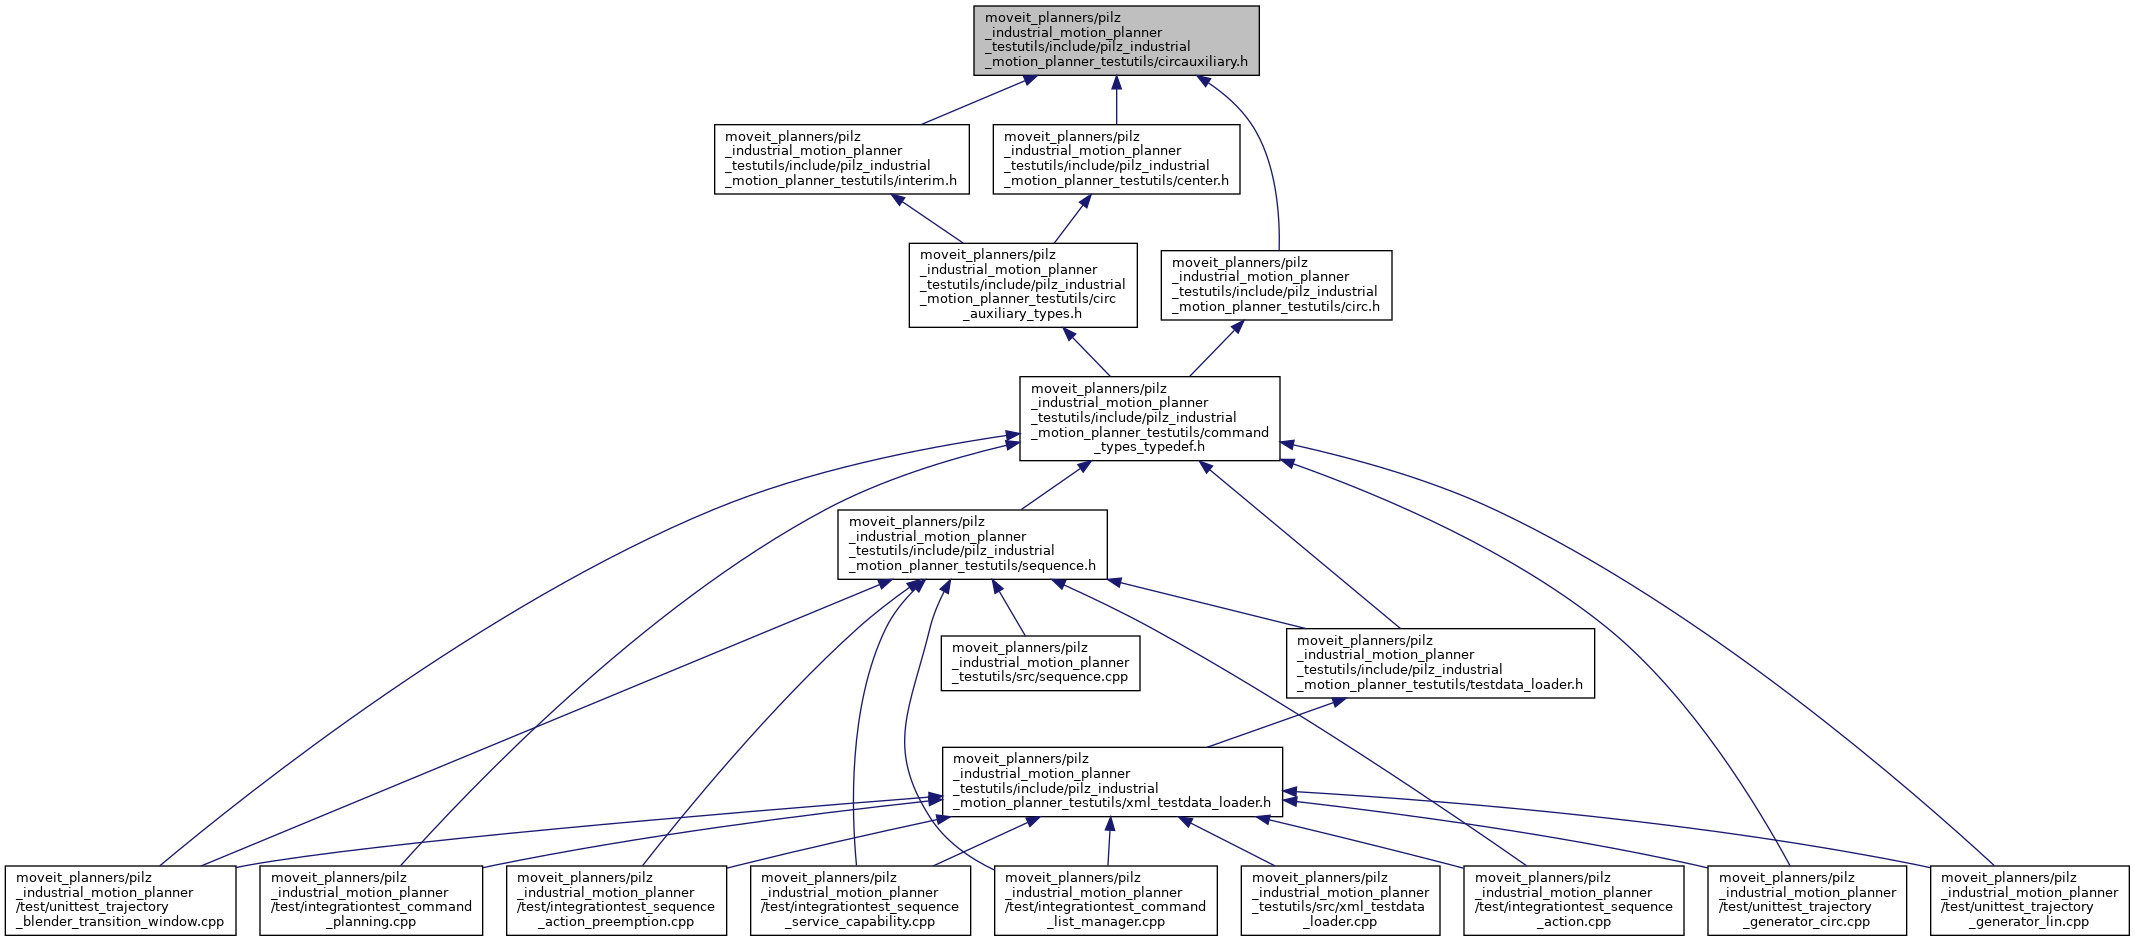 moveit_planners/pilz
_industrial_motion_planner
_testutils/include/pilz_industrial
_motion_planner_testutils/circauxiliary.h
moveit_planners/pilz
_industrial_motion_planner
_testutils/include/pilz_industrial
_motion_planner_testutils/interim.h
moveit_planners/pilz
_industrial_motion_planner
_testutils/include/pilz_industrial
_motion_planner_testutils/center.h
moveit_planners/pilz
_industrial_motion_planner
_testutils/include/pilz_industrial
_motion_planner_testutils/circ
_auxiliary_types.h
moveit_planners/pilz
_industrial_motion_planner
_testutils/include/pilz_industrial
_motion_planner_testutils/circ.h
moveit_planners/pilz
_industrial_motion_planner
_testutils/include/pilz_industrial
_motion_planner_testutils/command
_types_typedef.h
moveit_planners/pilz
_industrial_motion_planner
_testutils/include/pilz_industrial
_motion_planner_testutils/sequence.h
moveit_planners/pilz
_industrial_motion_planner
_testutils/src/sequence.cpp
moveit_planners/pilz
_industrial_motion_planner
_testutils/include/pilz_industrial
_motion_planner_testutils/testdata_loader.h
moveit_planners/pilz
_industrial_motion_planner
_testutils/include/pilz_industrial
_motion_planner_testutils/xml_testdata_loader.h
moveit_planners/pilz
_industrial_motion_planner
/test/unittest_trajectory
_blender_transition_window.cpp
moveit_planners/pilz
_industrial_motion_planner
/test/integrationtest_command
_planning.cpp
moveit_planners/pilz
_industrial_motion_planner
/test/integrationtest_sequence
_action_preemption.cpp
moveit_planners/pilz
_industrial_motion_planner
/test/integrationtest_sequence
_service_capability.cpp
moveit_planners/pilz
_industrial_motion_planner
/test/integrationtest_command
_list_manager.cpp
moveit_planners/pilz
_industrial_motion_planner
_testutils/src/xml_testdata
_loader.cpp
moveit_planners/pilz
_industrial_motion_planner
/test/integrationtest_sequence
_action.cpp
moveit_planners/pilz
_industrial_motion_planner
/test/unittest_trajectory
_generator_circ.cpp
moveit_planners/pilz
_industrial_motion_planner
/test/unittest_trajectory
_generator_lin.cpp